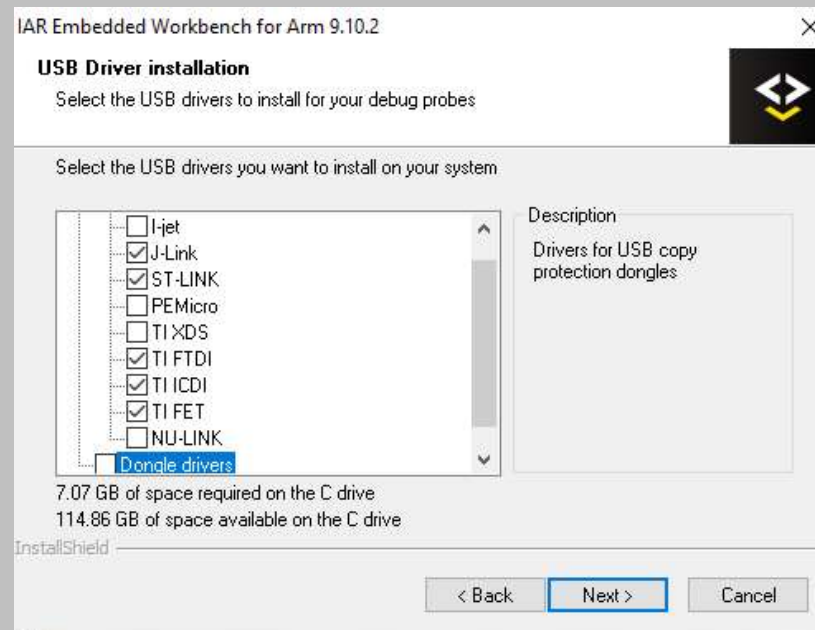 IAR Embedded Workbench for Arm 9.10.2
USB Driver installation
Select the USB drivers to install for your debug probes
Select the USB drivers you want to install on your system
I-jet
J-Link
ST-LINK
PEMicro
TI XDS
TI FTDI
TI ICDI
TI FET
NU-LINK
Dongle drivers
Description
Drivers for USB copy
protection dongles
7.07 GB of space required on the C drive
114.86 GB of space available on the C drive
InstallShield
< Back
Next >
Cancel